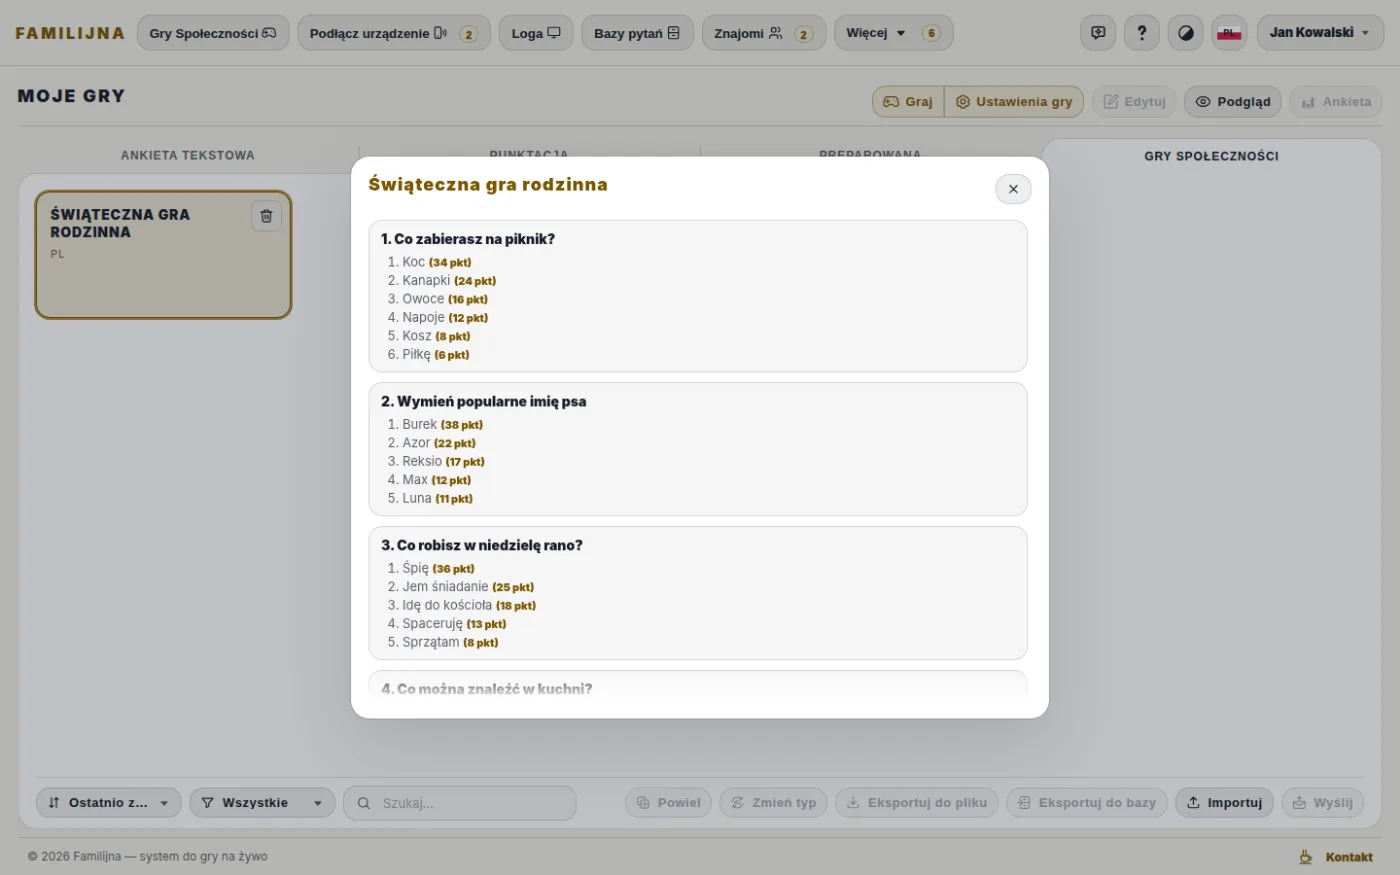 FAMILIJNA
Gry Społeczności
Podłącz urządzenie 2
Loga
Bazy pytań
Znajomi 2
Więcej 6
?
PL
Jan Kowalski
MOJE GRY
Graj
Ustawienia gry
Edytuj
Podgląd
Ankieta
ANKIETA TEKSTOWA
PUNKTACJA
PREPAROWANA
GRY SPOŁECZNOŚCI
ŚWIĄTECZNA GRA
RODZINNA
PL
Świąteczna gra rodzinna
1. Co zabierasz na piknik?
1. Koc (34 pkt)
2. Kanapki (24 pkt)
3. Owoce (16 pkt)
4. Napoje (12 pkt)
5. Kosz (8 pkt)
6. Piłkę (6 pkt)
2. Wymień popularne imię psa
1. Burek (38 pkt)
2. Azor (22 pkt)
3. Reksio (17 pkt)
4. Max (12 pkt)
5. Luna (11 pkt)
3. Co robisz w niedzielę rano?
1. Śpię (36 pkt)
2. Jem śniadanie (25 pkt)
3. Idę do kościoła (18 pkt)
4. Spaceruję (13 pkt)
5. Sprzątam (8 pkt)
4. Co można znaleźć w kuchni?
Ostatnio z...
Wszystkie
Szukaj...
Powiel
Zmień typ
Eksportuj do pliku
Eksportuj do bazy
Importuj
Wyślij
© 2026 Familijna — system do gry na żywo
Kontakt